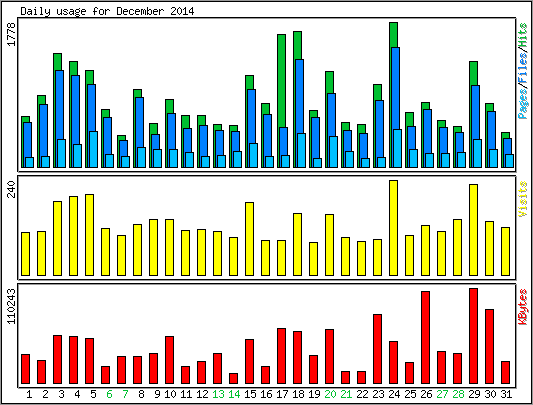 Daily usage for December 2014
1778
Pages/Files/Hits
240
Visits
110243
KBytes
1 2 3 4 5 6 7 8 9 10 11 12 13 14 15 16 17 18 19 20 21 22 23 24 25 26 27 28 29 30 31